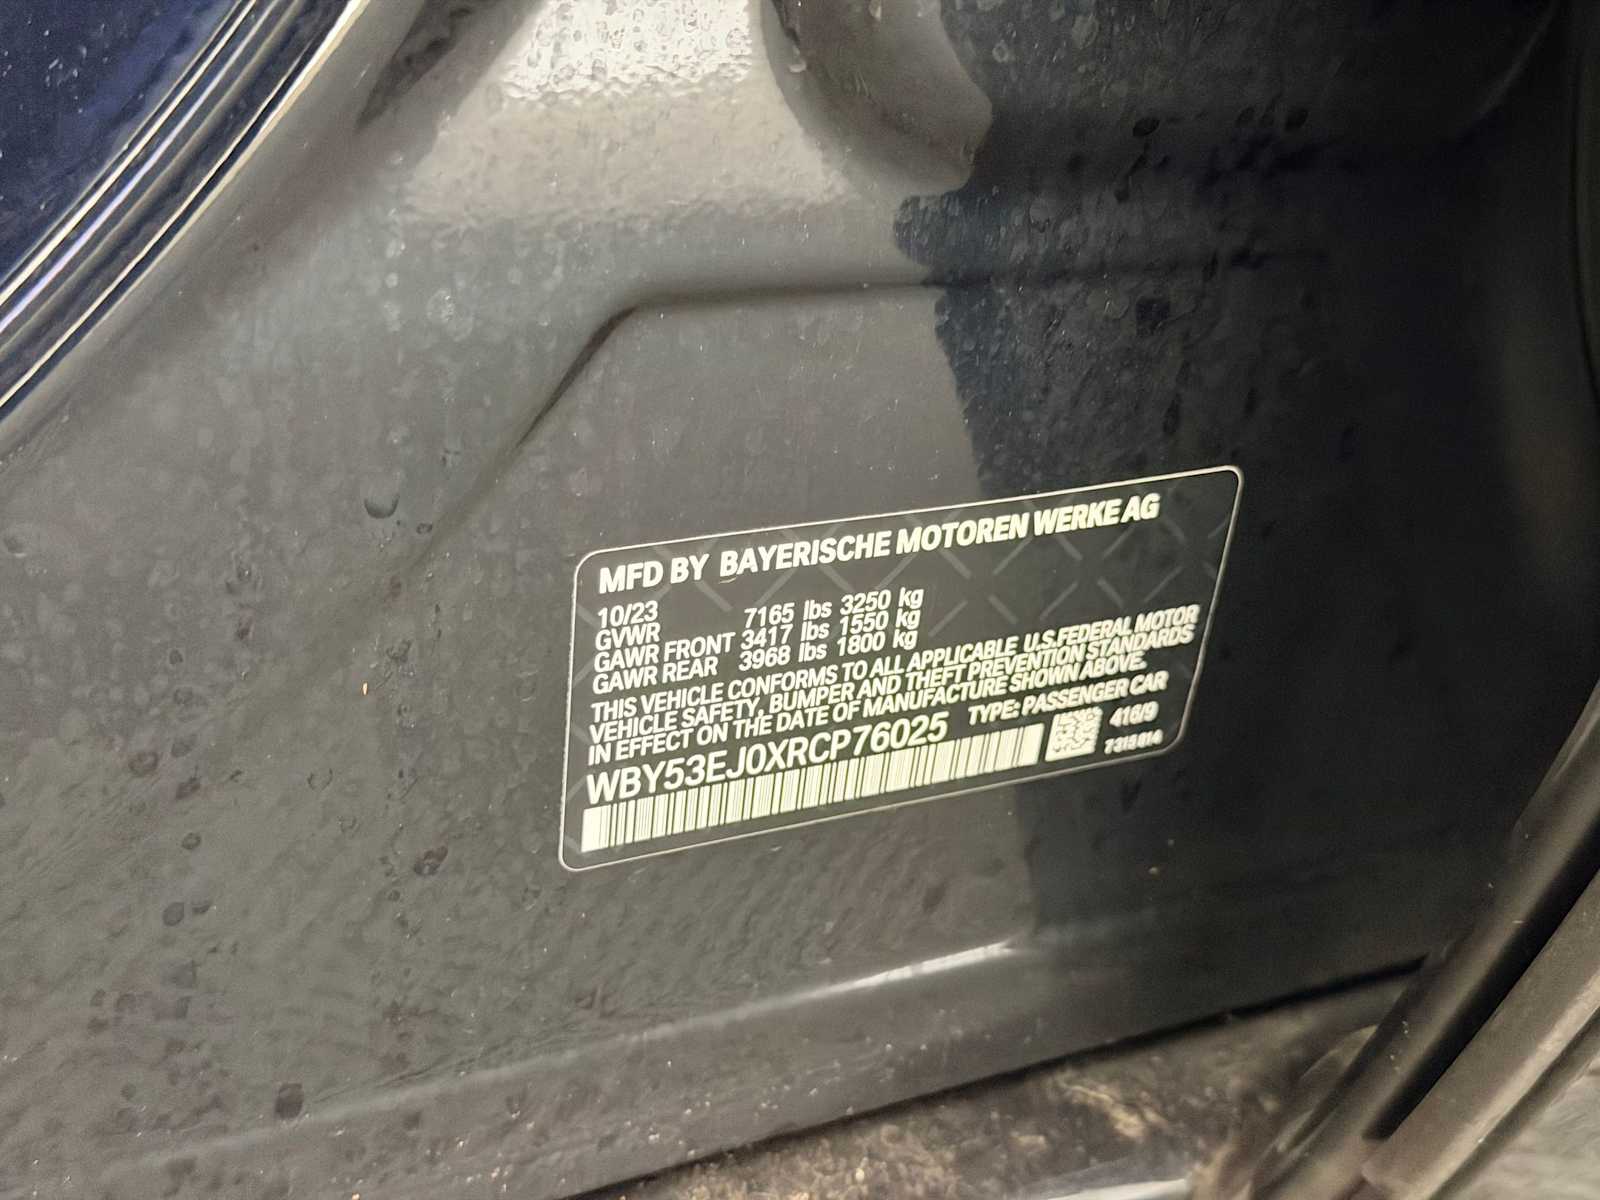 MFD BY BAYERISCHE MOTOREN WERKE AG
10/23
GVWR 7165 lbs 3250 kg
GAWR FRONT 3417 lbs 1550 kg
GAWR REAR 3968 lbs 1800 kg
THIS VEHICLE CONFORMS TO ALL APPLICABLE U.S.FEDERAL MOTOR
VEHICLE SAFETY, BUMPER AND THEFT PREVENTION STANDARDS
IN EFFECT ON THE DATE OF MANUFACTURE SHOWN ABOVE.
WBY53EJ0XRCP76025 TYPE: PASSENGER CAR
416/9